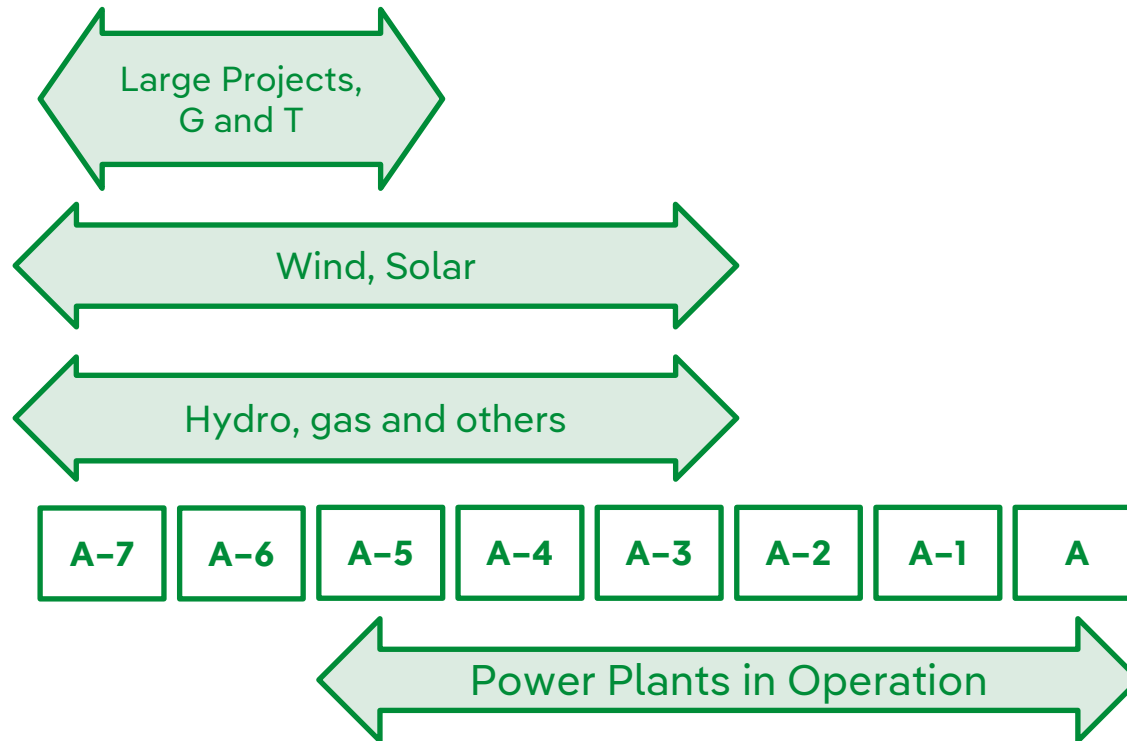 Large Projects,
G and T
Wind, Solar
Hydro, gas and others
A–7
A–6
A–5
A–4
A–3
A–2
A–1
A
Power Plants in Operation